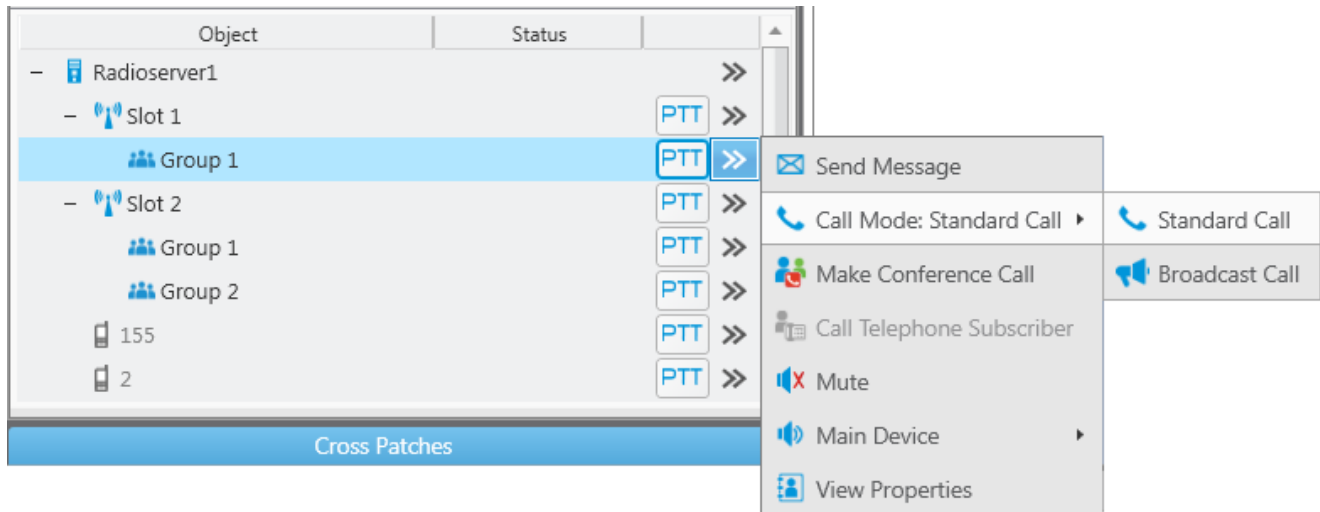 Object Status
Radioserver1
Slot 1 PTT
Group 1 PTT
Slot 2 PTT
Group 1 PTT
Group 2 PTT
155 PTT
2 PTT
Cross Patches
Send Message
Call Mode: Standard Call
Make Conference Call
Call Telephone Subscriber
Mute
Main Device
View Properties
Standard Call
Broadcast Call